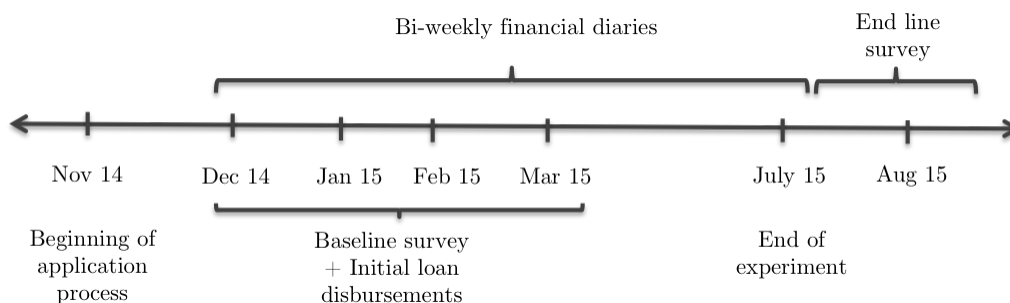 Bi-weekly financial diaries
End line
survey
Nov 14
Dec 14
Jan 15
Feb 15
Mar 15
July 15
Aug 15
Beginning of
application
process
Baseline survey
+ Initial loan
disbursements
End of
experiment